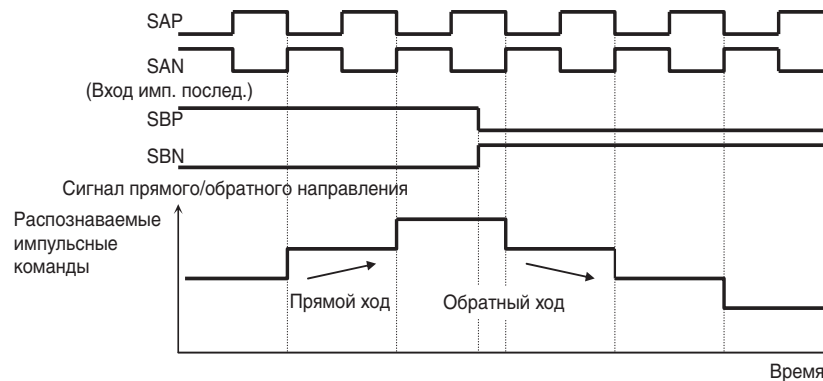 SAP
SAN
(Вход имп. послед.)
SBP
SBN
Сигнал прямого/обратного направления
Распознаваемые
импульсные
команды
Прямой ход
Обратный ход
Время